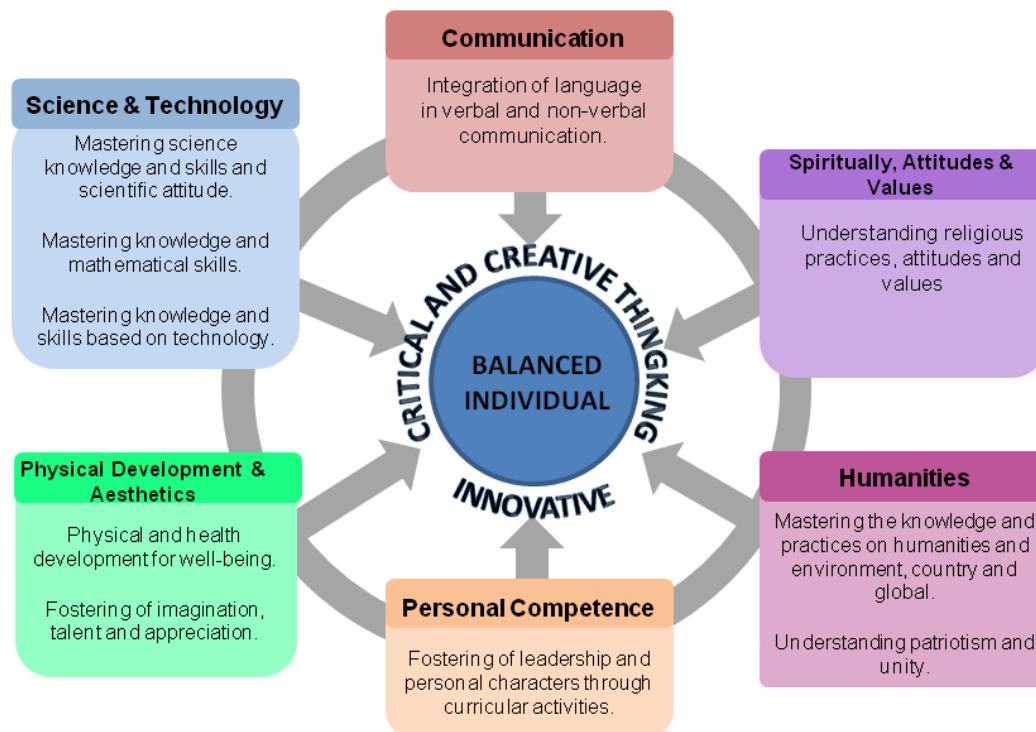 Communication
Integration of language
in verbal and non-verbal
communication.
Science & Technology
Mastering science
knowledge and skills and
scientific attitude.
Mastering knowledge and
mathematical skills.
Mastering knowledge and
skills based on technology.
Spiritually, Attitudes &
Values
Understanding religious
practices, attitudes and
values
CRITICAL AND CREATIVE THINGKING
BALANCED
INDIVIDUAL
INNOVATIVE
Physical Development &
Aesthetics
Physical and health
development for well-being.
Fostering of imagination,
talent and appreciation.
Personal Competence
Fostering of leadership and
personal characters through
curricular activities.
Humanities
Mastering the knowledge and
practices on humanities and
environment, country and
global.
Understanding patriotism and
unity.